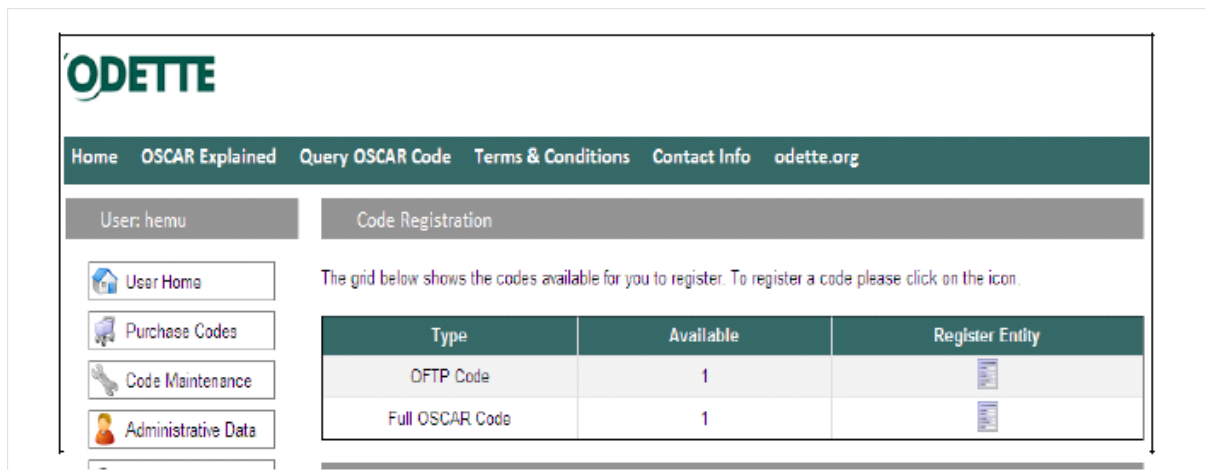 ODETTE
Home OSCAR Explained Query OSCAR Code Terms & Conditions Contact Info odette.org
User: hemu
Code Registration
User Home
Purchase Codes
Code Maintenance
Administrative Data
The grid below shows the codes available for you to register. To register a code please click on the icon.
Type Available Register Entity
OFTP Code 1
Full OSCAR Code 1